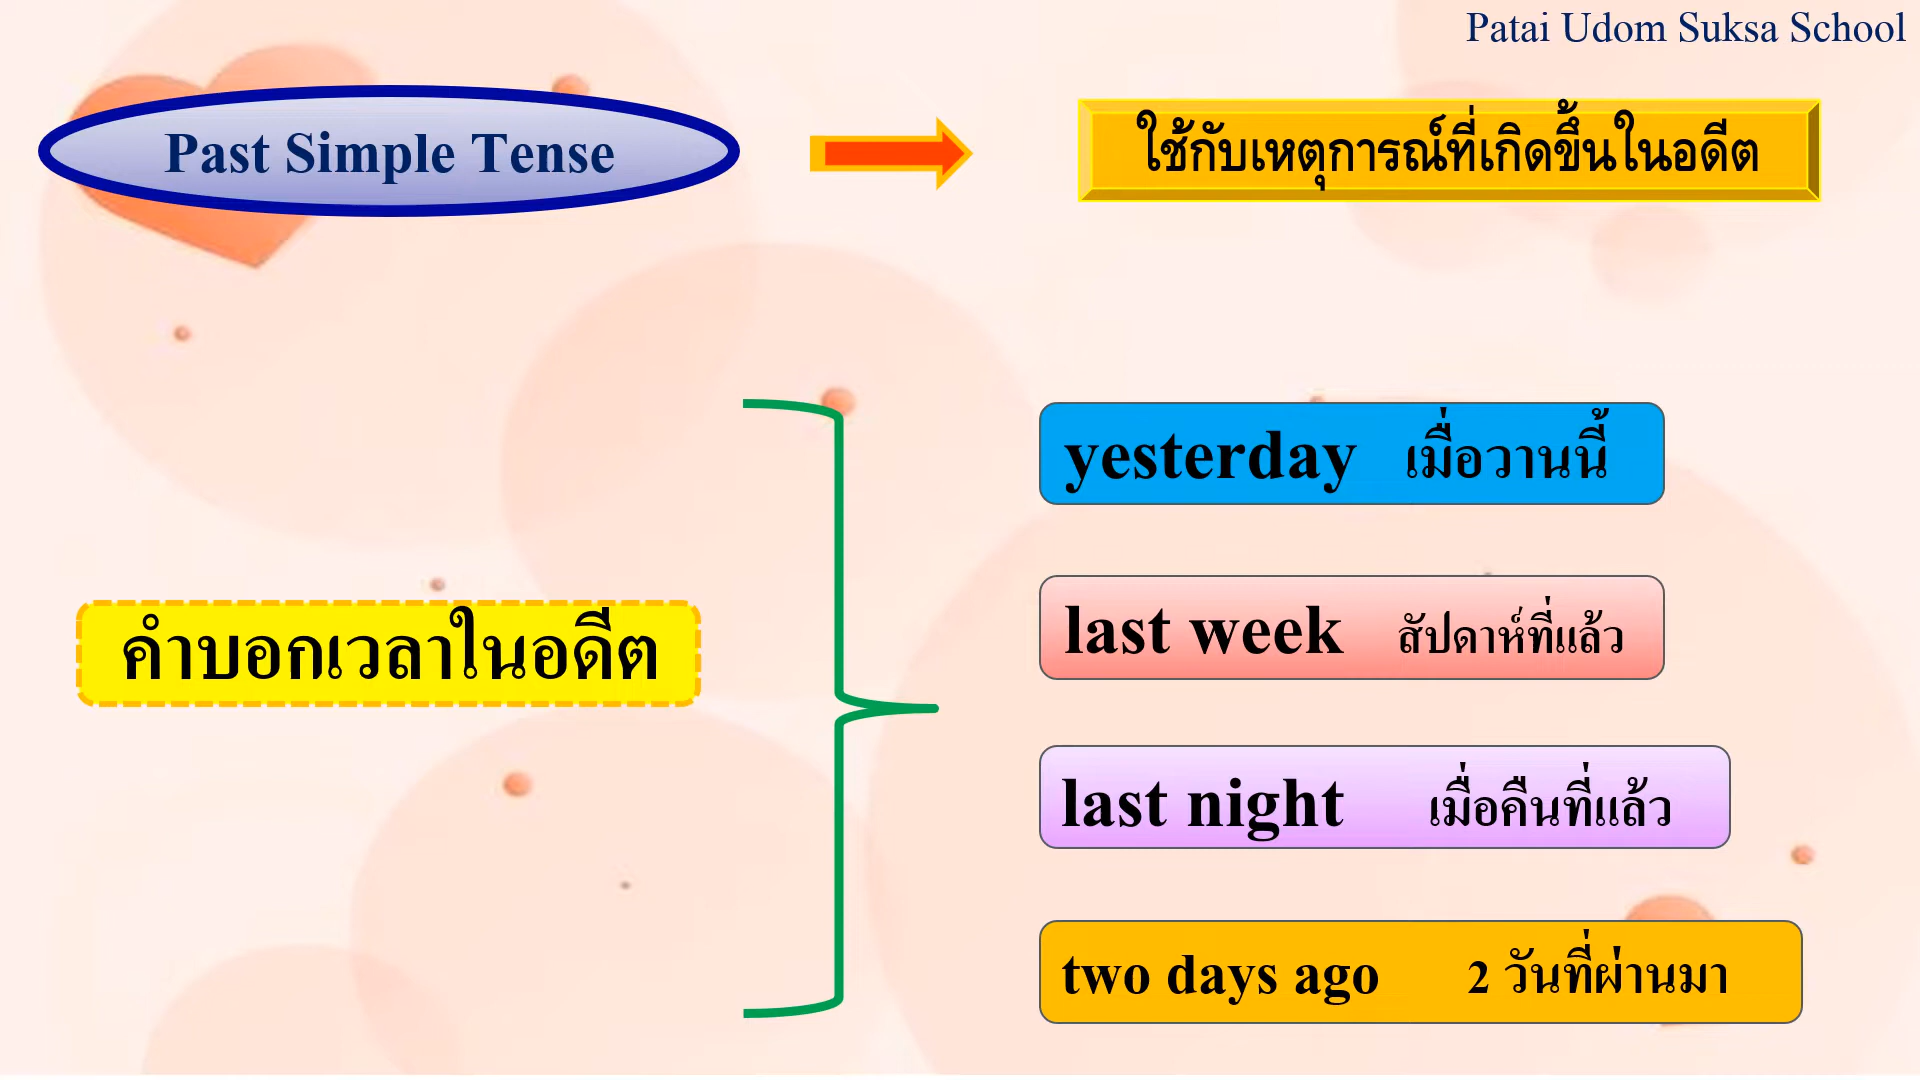 Patai Udom Suksa School
Past Simple Tense
ใช้กับเหตุการณ์ที่เกิดขึ้นในอดีต
คำบอกเวลาในอดีต
yesterday เมื่อวานนี้
last week สัปดาห์ที่แล้ว
last night เมื่อคืนที่แล้ว
two days ago 2 วันที่ผ่านมา